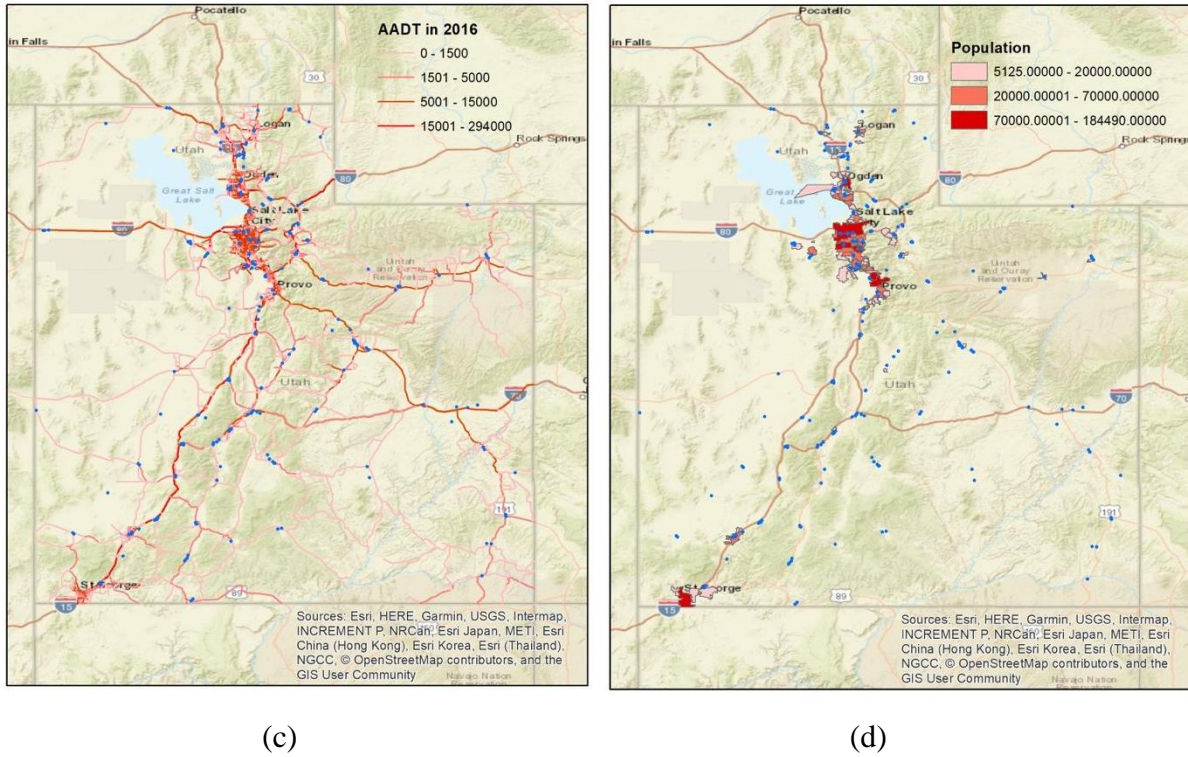 Pocatello
in Falls
30
AADT in 2016
0 - 1500
1501 - 5000
5001 - 15000
15001 - 294000
Logan
Rock Springs
Utah
Ogden
80
Great Salt
Lake
Salt Lake
City
80
Uintah
and Ouray
Reservation
Provo
Utah
70
191
St George
15
89
Sources: Esri, HERE, Garmin, USGS, Intermap,
INCREMENT P, NRCan, Esri Japan, METI, Esri
China (Hong Kong), Esri Korea, Esri (Thailand),
NGCC, © OpenStreetMap contributors, and the
GIS User Community
Navajo Nation
Reservation
(c)
Pocatello
in Falls
30
Population
5125.00000 - 20000.00000
20000.00001 - 70000.00000
70000.00001 - 184490.00000
Logan
Rock Springs
Utah
Ogden
80
Great
Lake
Salt Lake
City
80
Uintah
and Ouray
Reservation
Provo
Utah
70
191
St George
15
89
Sources: Esri, HERE, Garmin, USGS, Intermap,
INCREMENT P, NRCan, Esri Japan, METI, Esri
China (Hong Kong), Esri Korea, Esri (Thailand),
NGCC, © OpenStreetMap contributors, and the
GIS User Community
Navajo Nation
Reservation
(d)